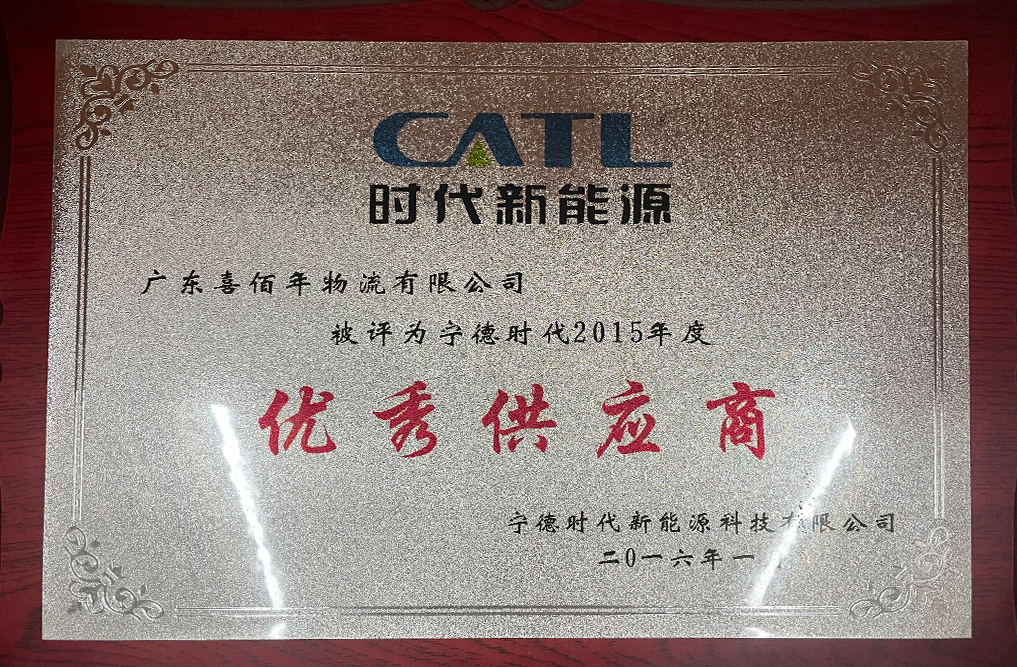 CATL
时代新能源
广东喜佰年物流有限公司
被评为宁德时代2015年度
优秀供应商
宁德时代新能源科技有限公司
二0一六年一